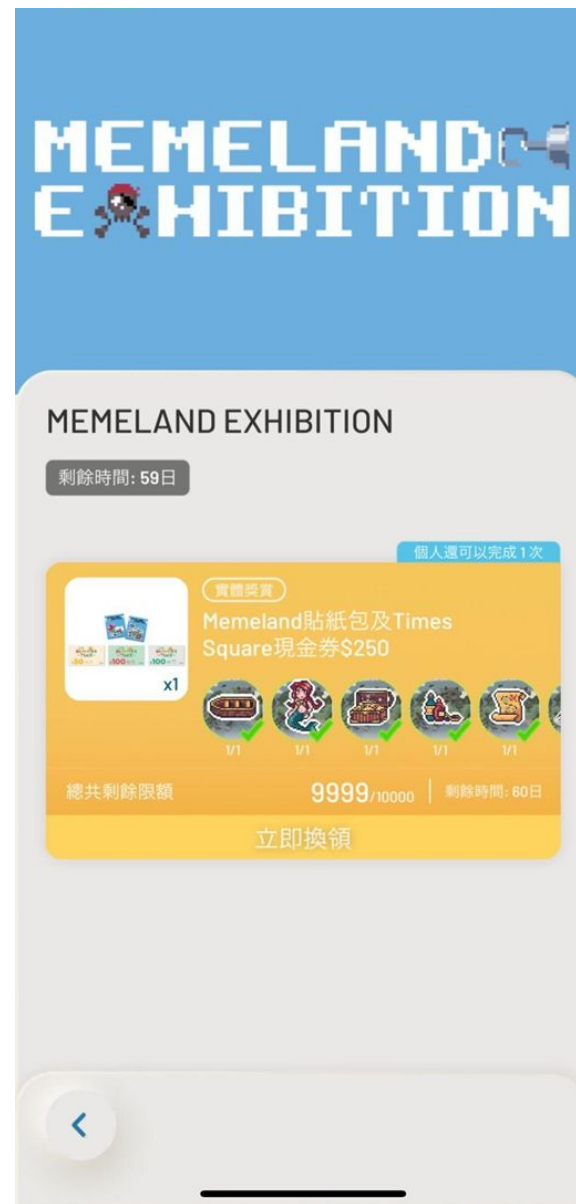 MEMELAND
EXHIBITION
MEMELAND EXHIBITION
剩餘時間: 59日
個人還可以完成1次
實體獎賞
Memeland貼紙包及Times
Square現金券$250
x1
1/1 1/1 1/1 1/1 1/1
總共剩餘限額 9999/10000 | 剩餘時間: 60日
立即換領